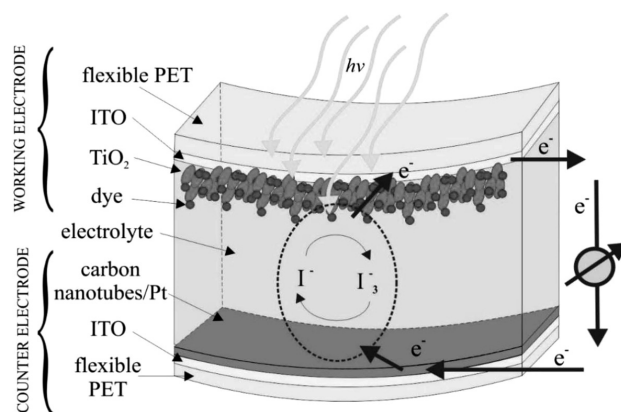 WORKING ELECTRODE
COUNTER ELECTRODE
hν
flexible PET
ITO
TiO₂
dye
electrolyte
carbon
nanotubes/Pt
ITO
flexible
PET
e⁻
e⁻
e⁻
I⁻
I⁻₃
e⁻
e⁻